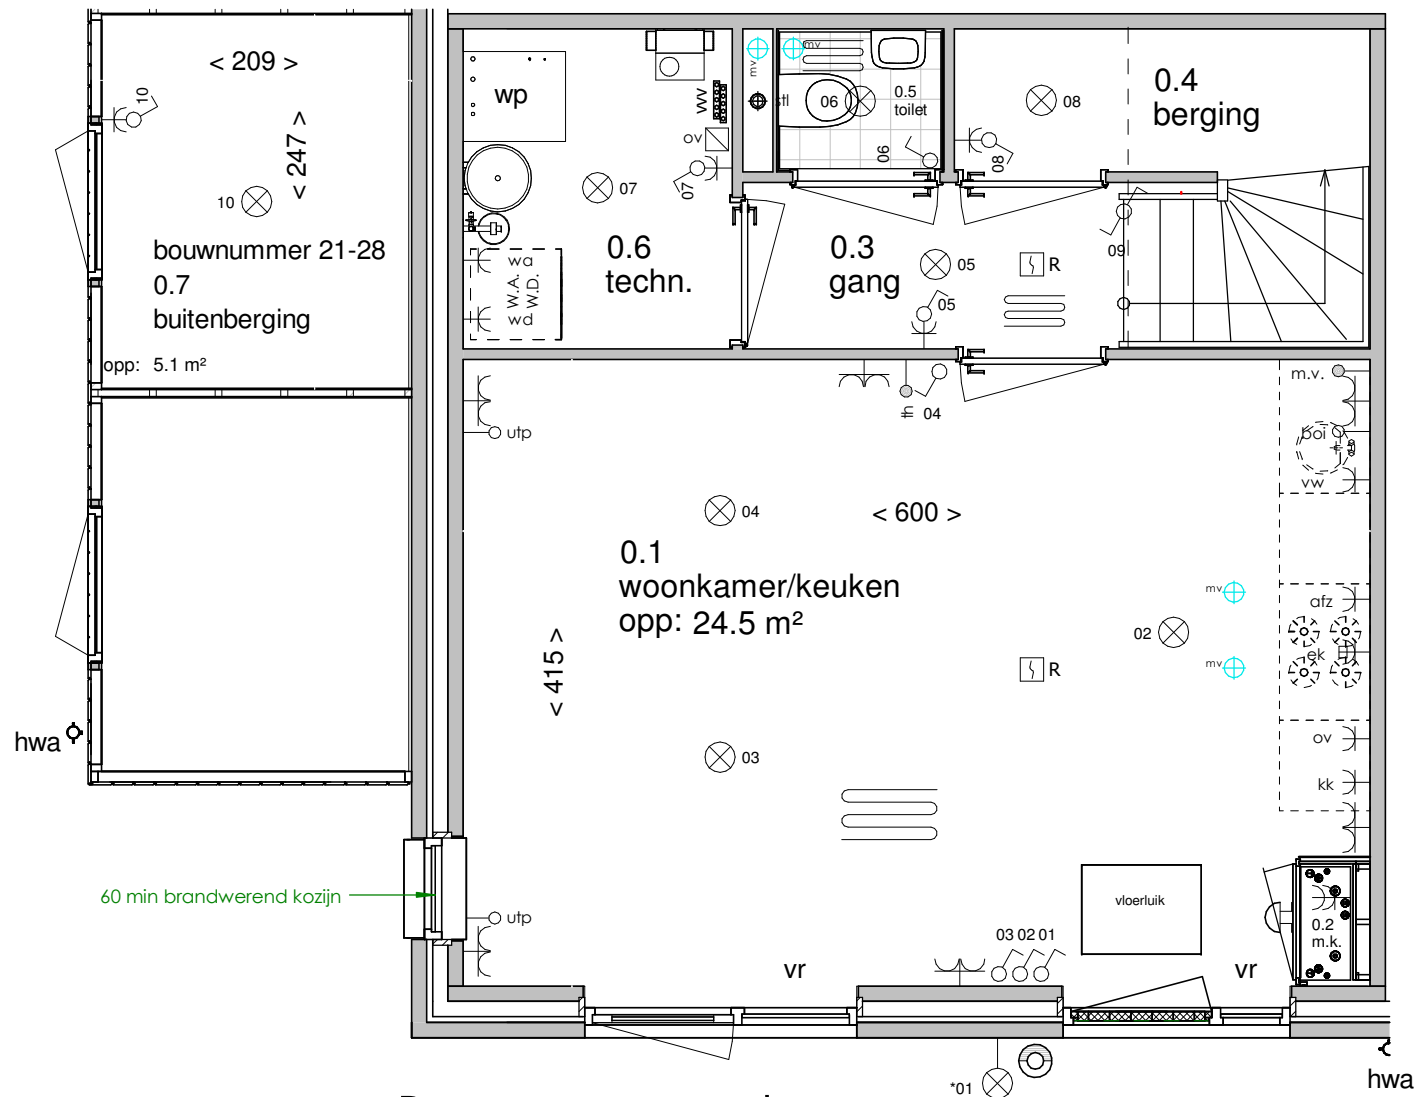 < 209 >
10
< 247 >
10
bouwnummer 21-28
0.7
buitenberging
opp: 5.1 m²
hwa
60 min brandwerend kozijn
wp
vvv
ov
07
07
0.6
techn.
wa
W.A.
W.D.
wd
mv
mv
stl
06
0.5
toilet
06
08
08
0.4
berging
0.3
gang
05
05
R
09
utp
th
04
m.v.
boi
vw
04
< 600 >
0.1
woonkamer/keuken
opp: 24.5 m²
< 415 >
mv
02
mv
R
afz
ek
ov
kk
03
utp
vr
03 02 01
vloerluik
vr
0.2
m.k.
*01
hwa